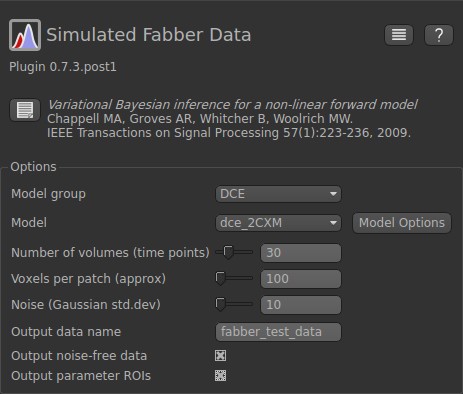 Simulated Fabber Data
?
Plugin 0.7.3.post1
Variational Bayesian inference for a non-linear forward model
Chappell MA, Groves AR, Whitcher B, Woolrich MW.
IEEE Transactions on Signal Processing 57(1):223-236, 2009.
Options
Model group DCE
Model dce_2CXM Model Options
Number of volumes (time points) 30
Voxels per patch (approx) 100
Noise (Gaussian std.dev) 10
Output data name fabber_test_data
Output noise-free data
Output parameter ROIs